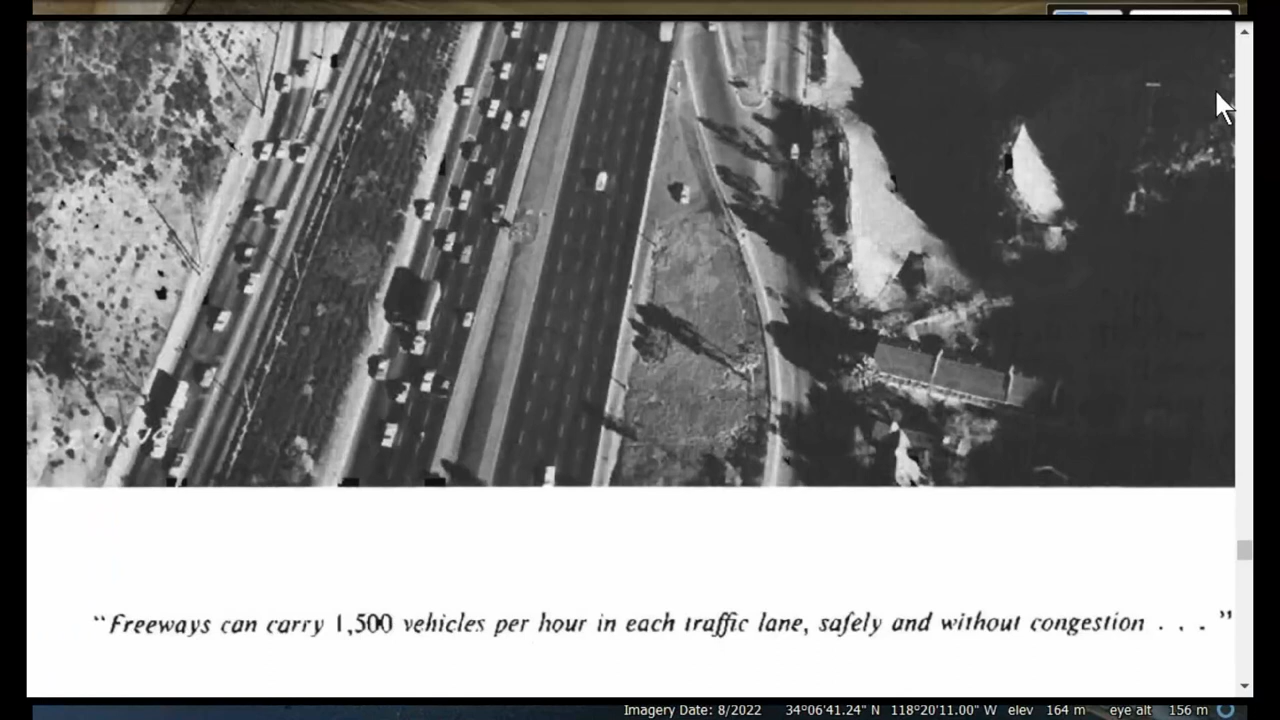 “Freeways can carry 1,500 vehicles per hour in each traffic lane, safely and without congestion . . . ”
Imagery Date: 8/2022 34°06'41.24" N 118°20'11.00" W elev 164 m eye alt 156 m